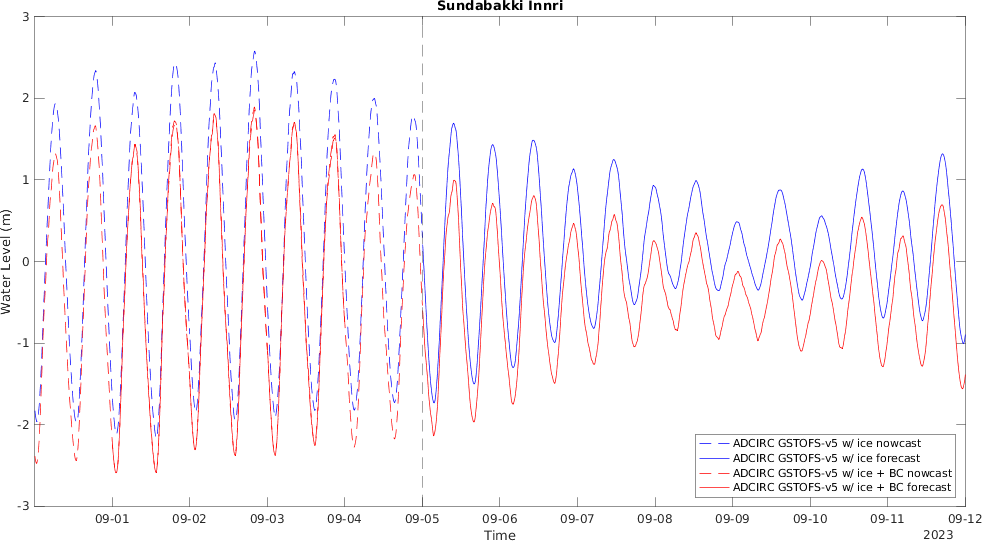 Sundabakki Innri
Water Level (m)
3
2
1
0
-1
-2
-3
ADCIRC GSTOFS-v5 w/ ice nowcast
ADCIRC GSTOFS-v5 w/ ice forecast
ADCIRC GSTOFS-v5 w/ ice + BC nowcast
ADCIRC GSTOFS-v5 w/ ice + BC forecast
09-01 09-02 09-03 09-04 09-05 09-06 09-07 09-08 09-09 09-10 09-11 09-12
Time
2023